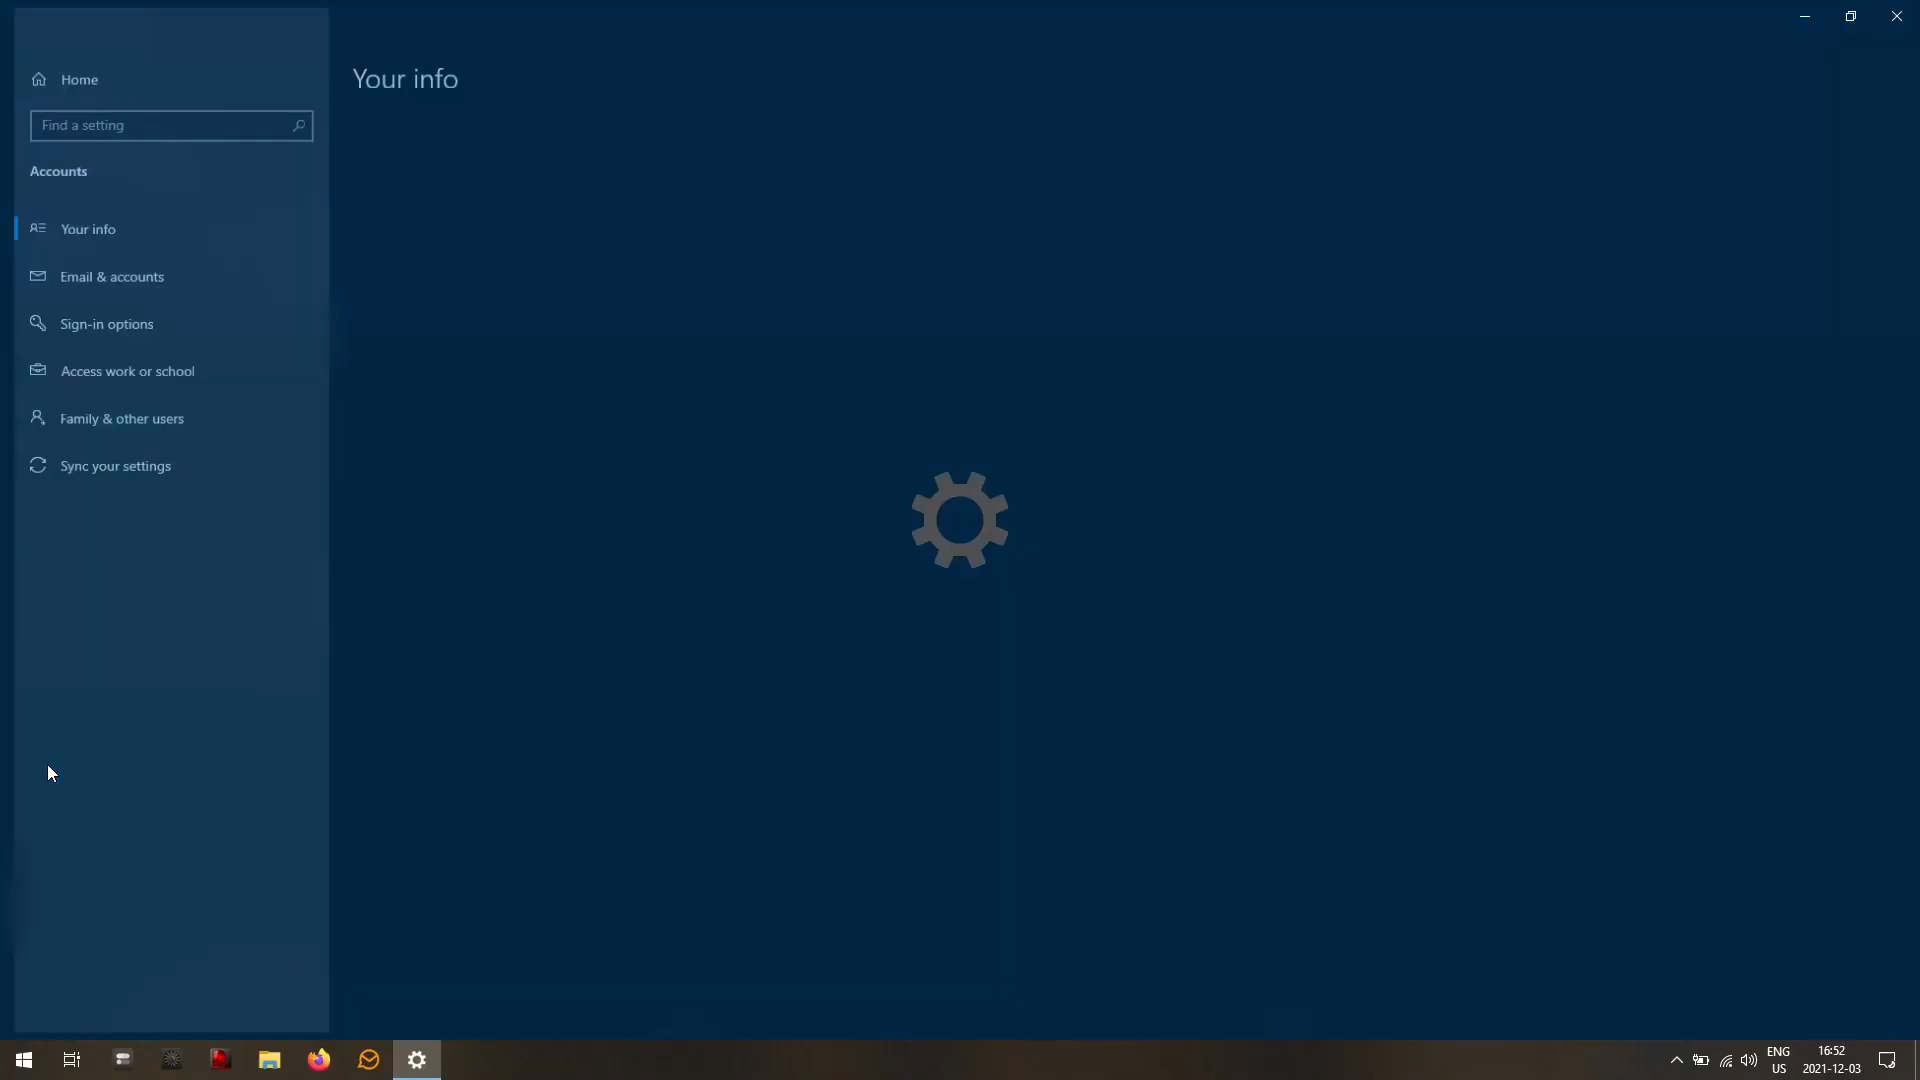 Home
Your info
Find a setting
Accounts
Your info
Email & accounts
Sign-in options
Access work or school
Family & other users
Sync your settings
ENG
US
16:52
2021-12-03